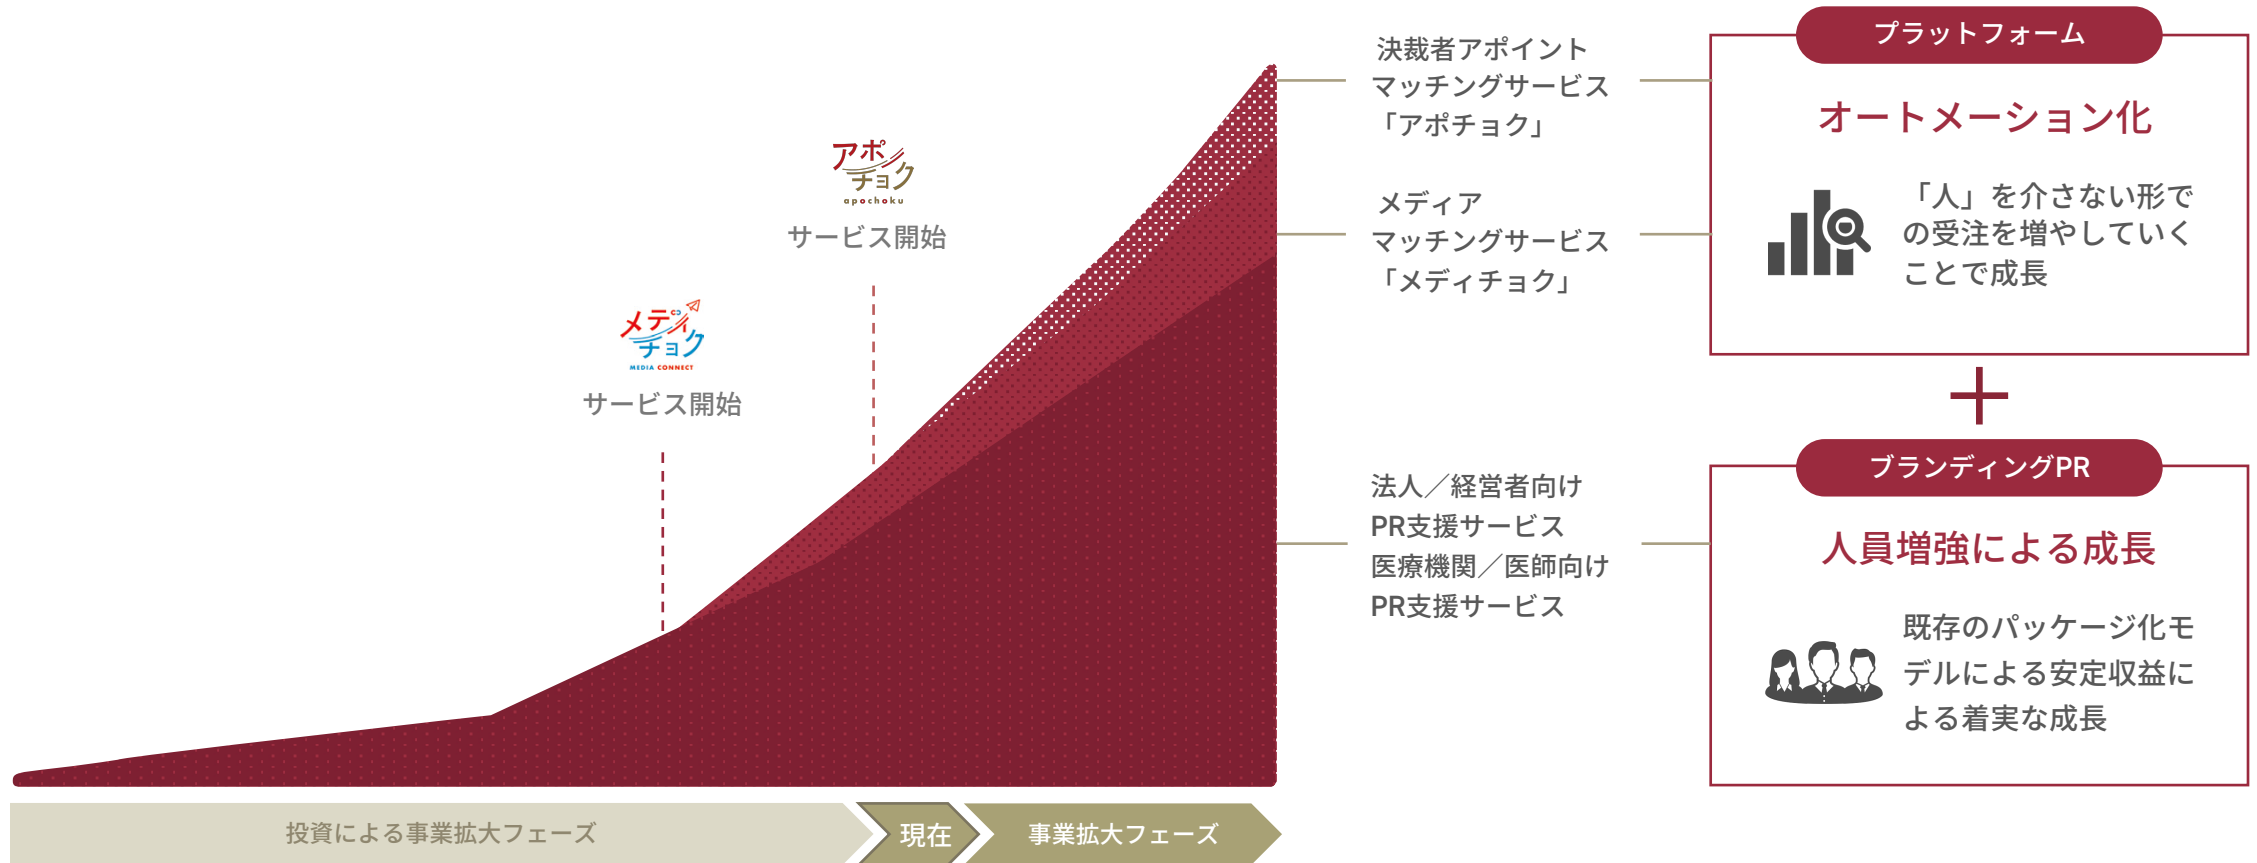 アポ
チョク
apochoku
サービス開始
メディ
チョク
MEDIA CONNECT
サービス開始
投資による事業拡大フェーズ
現在
事業拡大フェーズ
決裁者アポイント
マッチングサービス
「アポチョク」
メディア
マッチングサービス
「メディチョク」
法人／経営者向け
PR支援サービス
医療機関／医師向け
PR支援サービス
プラットフォーム
オートメーション化
「人」を介さない形で
の受注を増やしていく
ことで成長
ブランディングPR
人員増強による成長
既存のパッケージ化モ
デルによる安定収益に
よる着実な成長